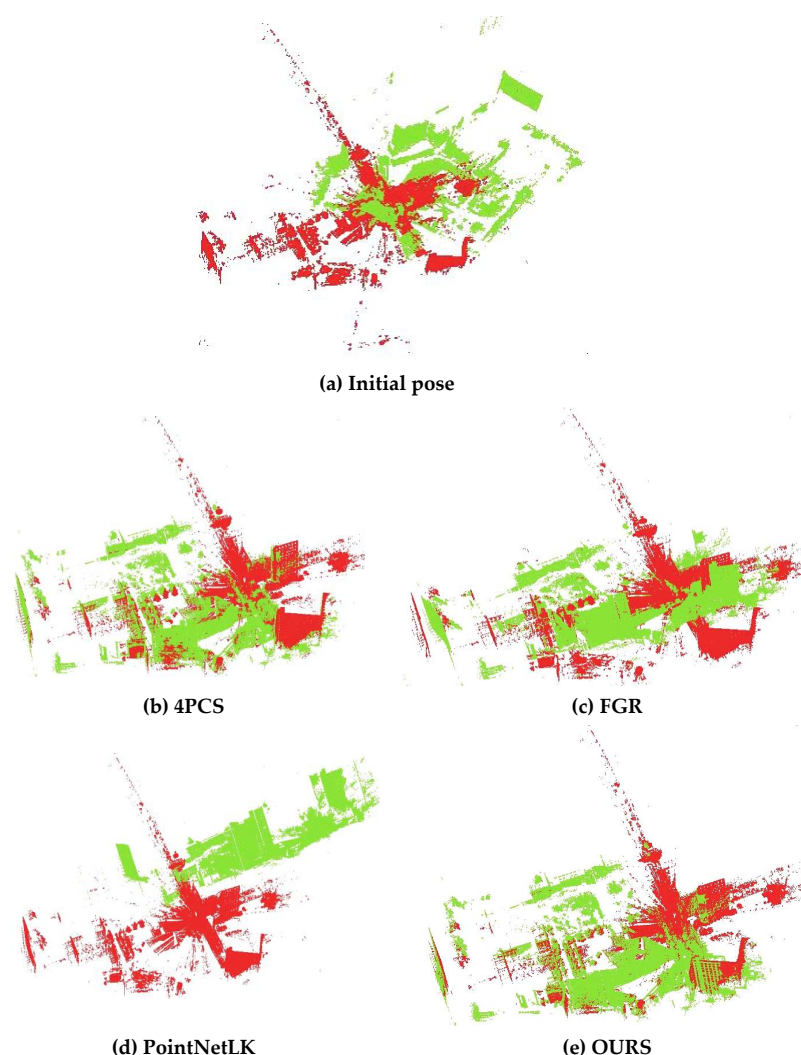 (a) Initial pose
(b) 4PCS
(c) FGR
(d) PointNetLK
(e) OURS